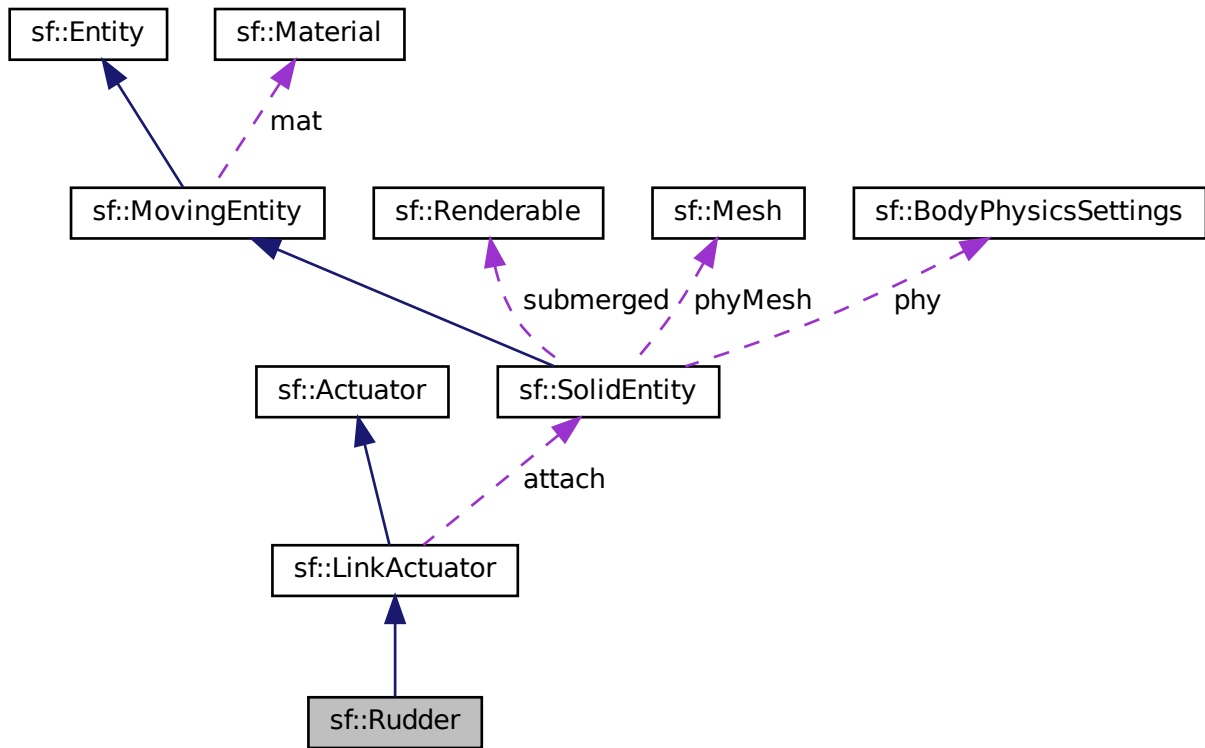 sf::Entity
sf::Material
mat
sf::MovingEntity
sf::Renderable
sf::Mesh
sf::BodyPhysicsSettings
submerged
phyMesh
phy
sf::Actuator
sf::SolidEntity
attach
sf::LinkActuator
sf::Rudder